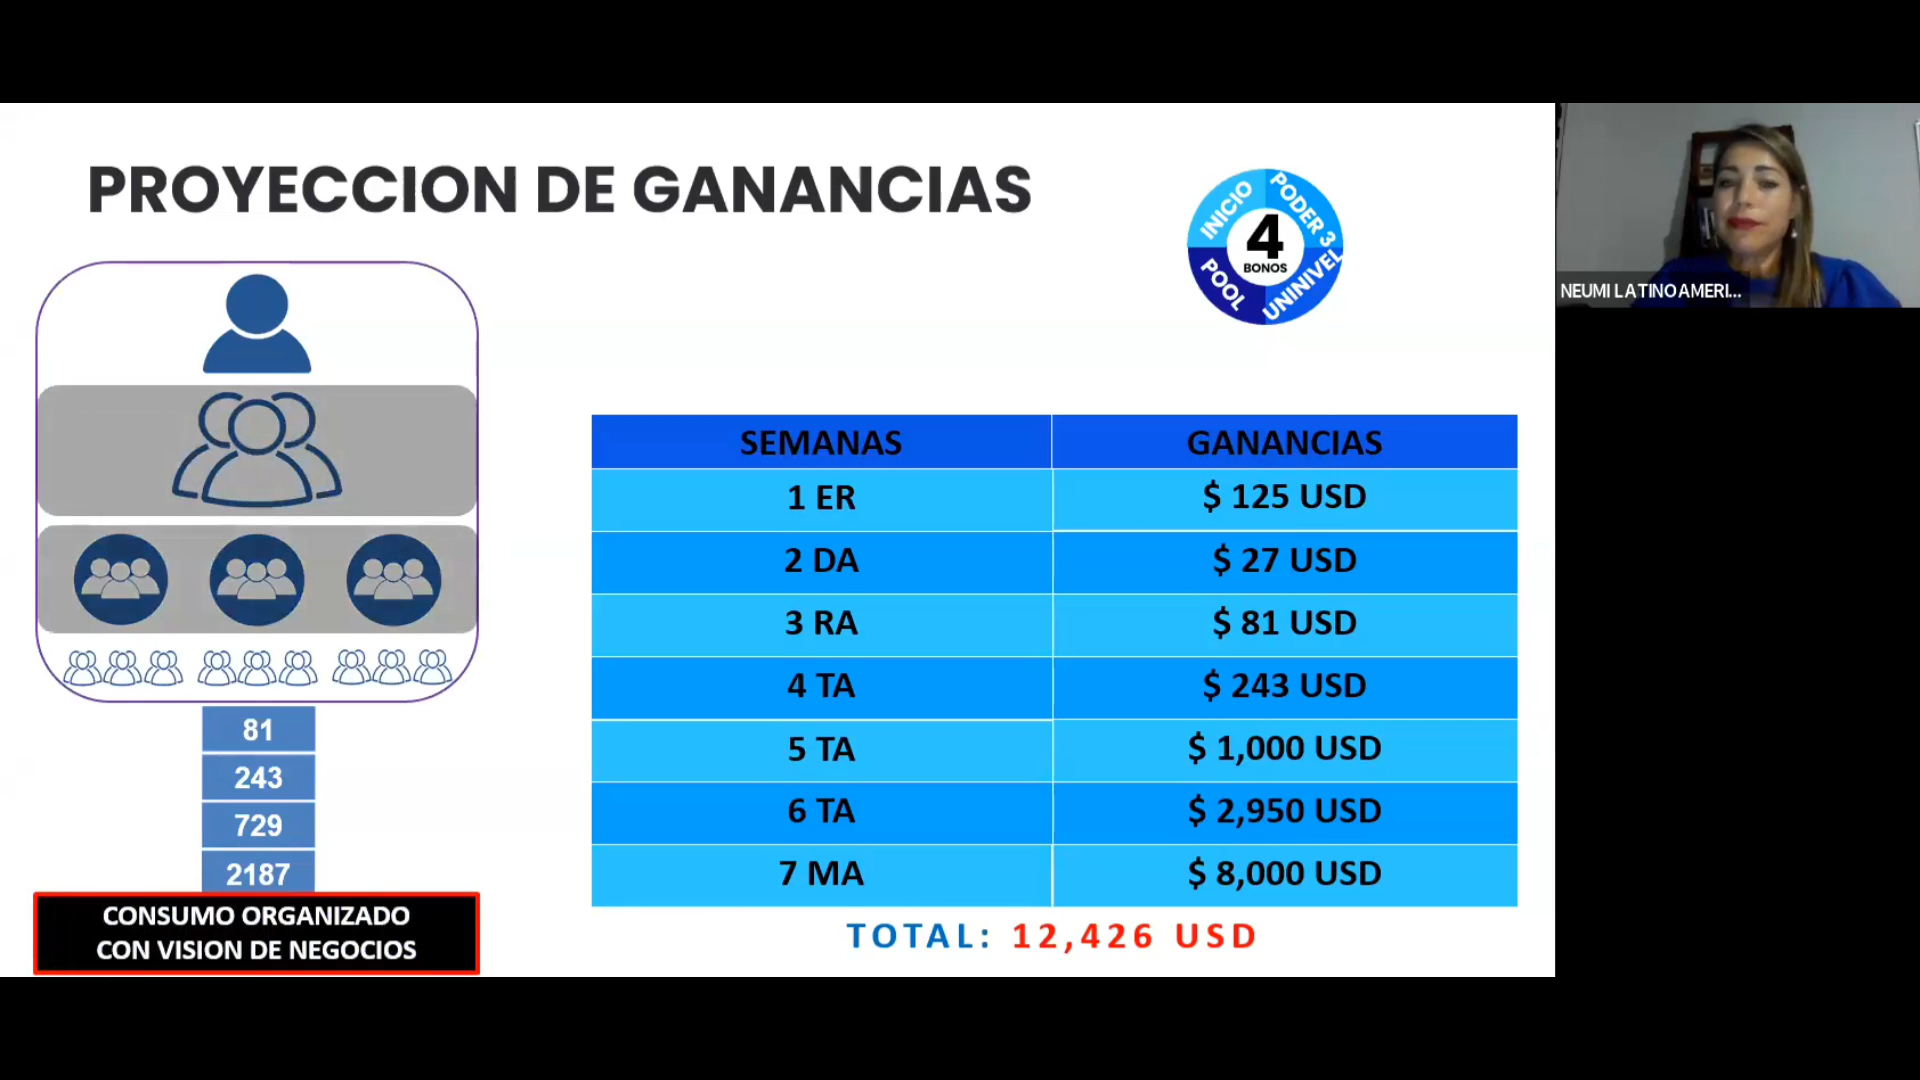 PROYECCION DE GANANCIAS
INICIO
PODER 3
4
BONOS
POOL
UNINIVEL
NEUMI LATINOAMERI...
SEMANAS GANANCIAS
1 ER $ 125 USD
2 DA $ 27 USD
3 RA $ 81 USD
4 TA $ 243 USD
5 TA $ 1,000 USD
6 TA $ 2,950 USD
7 MA $ 8,000 USD
TOTAL: 12,426 USD
81
243
729
2187
CONSUMO ORGANIZADO
CON VISION DE NEGOCIOS